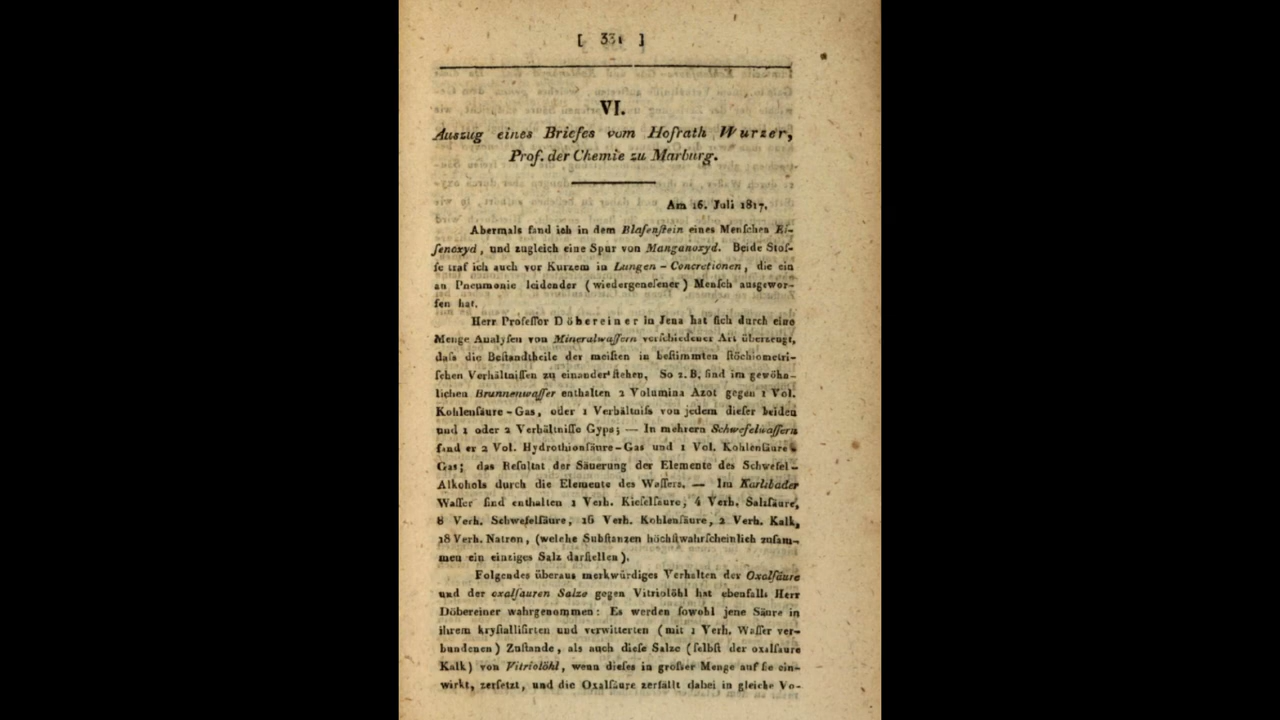 [ 331 ]
VI.
Auszug eines Briefes vom Hofrath Wurzer,
Prof. der Chemie zu Marburg.
Am 16. Juli 1817.
Abermals fand ich in dem Blaſenſtein eines Menſchen Ei-
ſenoxyd, und zugleich eine Spur von Manganoxyd. Beide Stof-
fe traf ich auch vor Kurzem in Lungen-Concretionen, die ein
an Pneumonie leidender (wiedergeneſener) Menſch ausgewor-
fen hat.
Herr Profeſſor Döbereiner in Jena hat ſich durch eine
Menge Analyſen von Mineralwaſſern verſchiedener Art überzeugt,
daſs die Beſtandtheile der meiſten in beſtimmten ſtöchiometri-
ſchen Verhältniſſen zu einander ſtehen. So z. B. ſind im gewöhn-
lichen Brunnenwaſſer enthalten 2 Volumina Azot gegen 1 Vol.
Kohlenſäure-Gas, oder 1 Verhältniſs von jedem dieſer beiden
und 1 oder 2 Verhältniſſe Gyps; — In mehrern Schwefelwaſſern
fand er 2 Vol. Hydrothionſäure-Gas und 1 Vol. Kohlenſäure-
Gas; das Reſultat der Säuerung der Elemente des Schwefel-
Alkohols durch die Elemente des Waſſers. — Im Karlsbader
Waſſer ſind enthalten 1 Verh. Kieſelſäure, 4 Verh. Salzſäure,
8 Verh. Schwefelſäure, 16 Verh. Kohlenſäure, 2 Verh. Kalk,
28 Verh. Natron, (welche Subſtanzen höchſtwahrſcheinlich zuſam-
men ein einziges Salz darſtellen).
Folgendes überaus merkwürdiges Verhalten der Oxalſäure
und der oxalſauren Salze gegen Vitriolöhl hat ebenfalls Herr
Döbereiner wahrgenommen: Es werden ſowohl jene Säure in
ihrem kryſtalliſirten und verwitterten (mit 1 Verh. Waſſer ver-
bundenen) Zuſtande, als auch dieſe Salze (ſelbſt der oxalſaure
Kalk) von Vitriolöhl, wenn dieſes in groſser Menge auf ſie ein-
wirkt, zerſetzt, und die Oxalſäure zerfällt dabei in gleiche Vo-